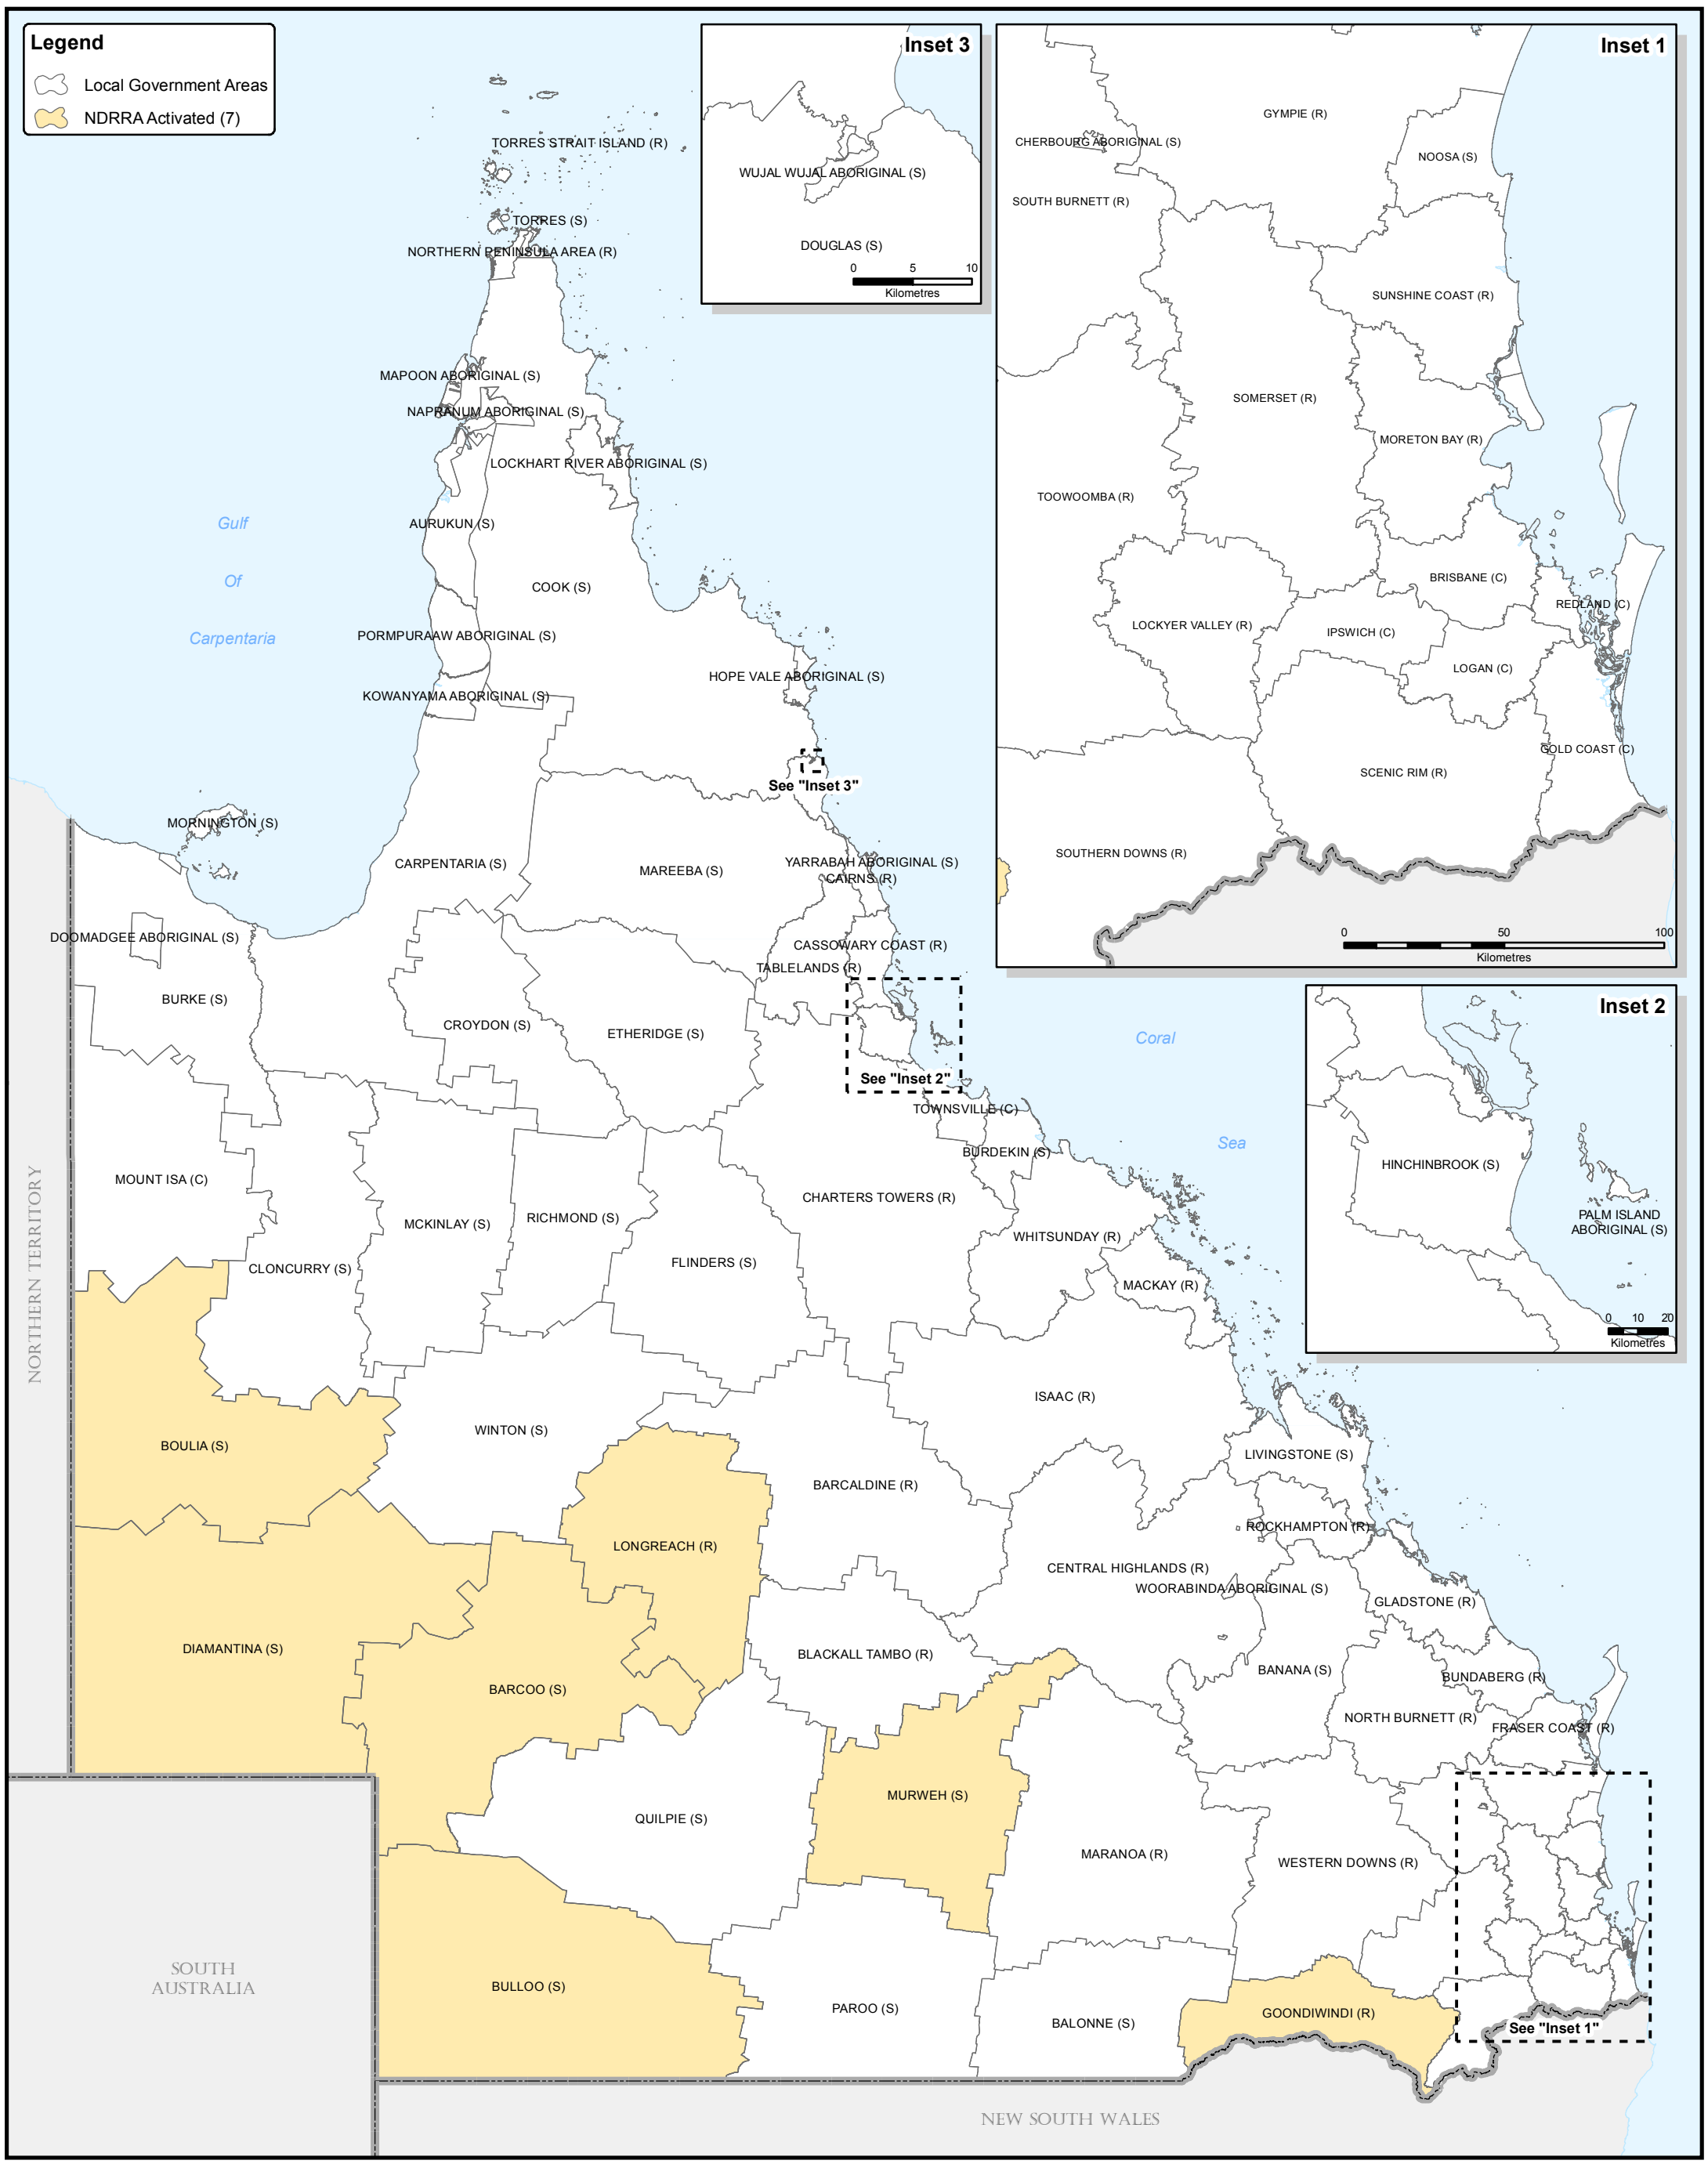 Legend
Local Government Areas
NDRRA Activated (7)
Inset 3
WUJAL WUJAL ABORIGINAL (S)
DOUGLAS (S)
0 5 10
Kilometres
Inset 1
GYMPIE (R)
CHERBOURG ABORIGINAL (S)
NOOSA (S)
SOUTH BURNETT (R)
SUNSHINE COAST (R)
SOMERSET (R)
MORETON BAY (R)
TOOWOOMBA (R)
BRISBANE (C)
REDLAND (C)
LOCKYER VALLEY (R)
IPSWICH (C)
LOGAN (C)
GOLD COAST (C)
SCENIC RIM (R)
SOUTHERN DOWNS (R)
0 50 100
Kilometres
Inset 2
HINCHINBROOK (S)
PALM ISLAND
ABORIGINAL (S)
0 10 20
Kilometres
TORRES STRAIT ISLAND (R)
TORRES (S)
NORTHERN PENINSULA AREA (R)
MAPOON ABORIGINAL (S)
NAPRANUM ABORIGINAL (S)
LOCKHART RIVER ABORIGINAL (S)
Gulf
Of
Carpentaria
AURUKUN (S)
COOK (S)
PORMPURAAW ABORIGINAL (S)
HOPE VALE ABORIGINAL (S)
KOWANYAMA ABORIGINAL (S)
See "Inset 3"
MORNINGTON (S)
CARPENTARIA (S)
MAREEBA (S)
YARRABAH ABORIGINAL (S)
CAIRNS (R)
DOOMADGEE ABORIGINAL (S)
CASSOWARY COAST (R)
TABLELANDS (R)
BURKE (S)
CROYDON (S)
ETHERIDGE (S)
Coral
Sea
See "Inset 2"
TOWNSVILLE (C)
BURDEKIN (S)
MOUNT ISA (C)
CHARTERS TOWERS (R)
MCKINLAY (S)
RICHMOND (S)
WHITSUNDAY (R)
FLINDERS (S)
CLONCURRY (S)
MACKAY (R)
NORTHERN TERRITORY
ISAAC (R)
WINTON (S)
BOULIA (S)
LIVINGSTONE (S)
BARCALDINE (R)
ROCKHAMPTON (R)
LONGREACH (R)
CENTRAL HIGHLANDS (R)
WOORABINDA ABORIGINAL (S)
GLADSTONE (R)
DIAMANTINA (S)
BLACKALL TAMBO (R)
BANANA (S)
BUNDABERG (R)
BARCOO (S)
NORTH BURNETT (R)
FRASER COAST (R)
MURWEH (S)
QUILPIE (S)
MARANOA (R)
WESTERN DOWNS (R)
SOUTH
AUSTRALIA
BULLOO (S)
PAROO (S)
BALONNE (S)
GOONDIWINDI (R)
See "Inset 1"
NEW SOUTH WALES